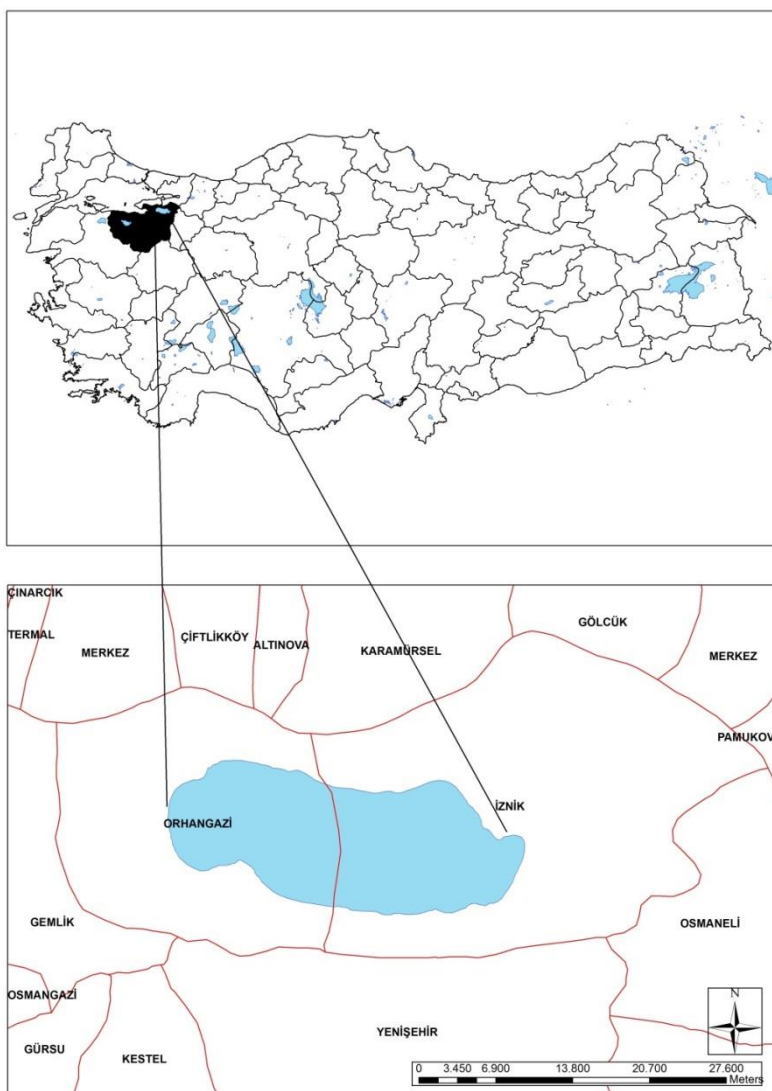 ÇINARCIK
TERMAL
MERKEZ
ÇİFTLİKKÖY
ALTINOVA
KARAMÜRSEL
GÖLCÜK
MERKEZ
PAMUKOV
İZNİK
ORHANGAZİ
GEMLİK
OSMANELİ
OSMANGAZİ
GÜRSU
KESTEL
YENİŞEHİR
N
0 3.450 6.900 13.800 20.700 27.600
Meters